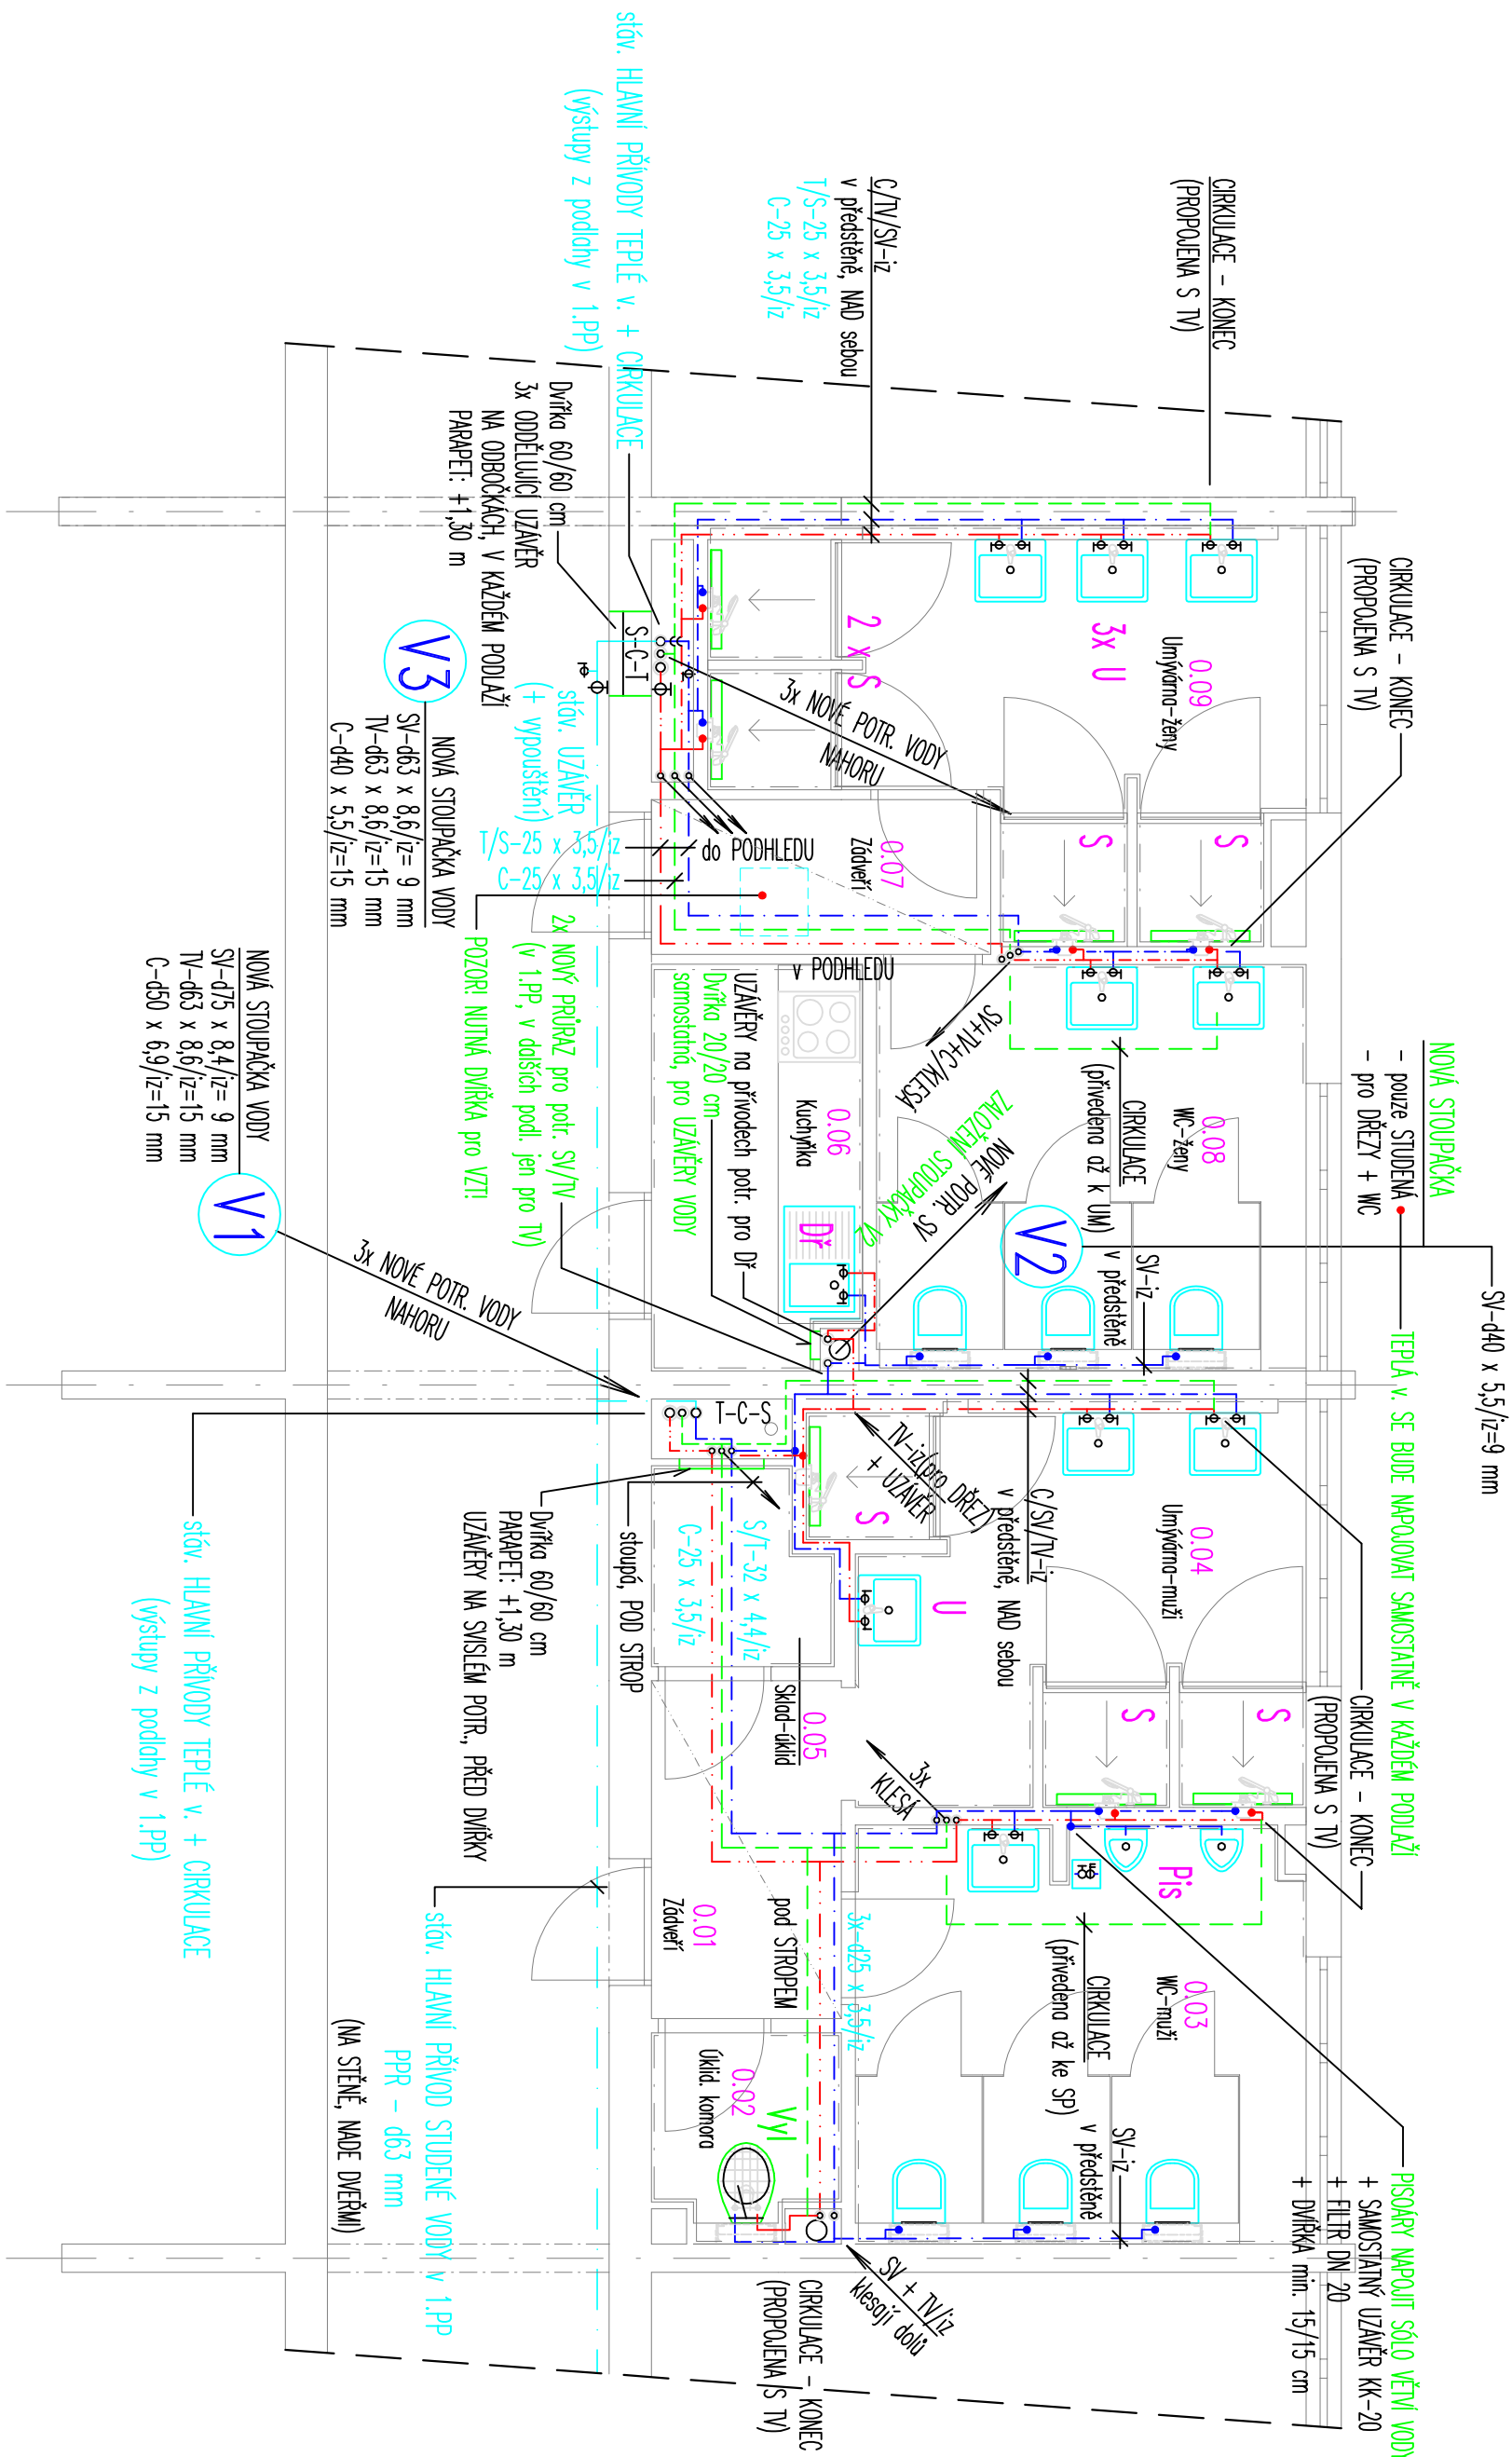 NOVÁ STOUPAČKA
- pouze STUDENÁ
- pro DŘEZY + WC
SV-d40 x 5,5/iz=9 mm
TEPLÁ v. SE BUDE NAPOJOVAT SAMOSTATNĚ V KAŽDÉM PODLAŽÍ
PISOÁRY NAPOJIT SÓLO VĚTVÍ VODY
+ SAMOSTATNÝ UZÁVĚR KK-20
+ FILTR DN 20
+ DVÍŘKA min. 15/15 cm
CIRKULACE - KONEC
(PROPOJENA S TV)
CIRKULACE - KONEC
(PROPOJENA S TV)
CIRKULACE - KONEC
(PROPOJENA S TV)
C/TV/SV-iz
v předstěně, NAD sebou
T/S-25 x 3,5/iz
C-25 x 3,5/iz
stáv. HLAVNÍ PŘÍVODY TEPLÉ v. + CIRKULACE
(výstupy z podlahy v 1.PP)
0.09
Umývárna-ženy
3x U
2 x S
S
S
3x NOVÉ POTR. VODY
NAHORU
0.07
Zádveří
do PODHLEDU
v PODHLEDU
SV+TV+C/KLESÁ
CIRKULACE
(přivedena až k UM)
0.08
WC-ženy
V2
SV-iz
v předstěně
ZALOŽENÍ STOUPAČKY V2
NOVÉ POTR. SV
0.06
Kuchyňka
Dř
UZÁVĚRY na přívodech potr. pro Dř
Dvířka 20/20 cm
samostatná, pro UZÁVĚRY VODY
C/SV/TV-iz
v předstěně, NAD sebou
TV-iz(pro DŘEZ)
+ UZÁVĚR
0.04
Umývárna-muži
S
S
S
U
T-C-S
S/T-32 x 4,4/iz
C-25 x 3,5/iz
0.05
Sklad-úklid
stoupá, POD STROP
3x
KLESÁ
Pis
CIRKULACE
(přivedena až ke SP)
0.03
WC-muži
SV-iz
v předstěně
3x-d25 x 3,5/iz
pod STROPEM
0.01
Zádveří
0.02
Úklid. komora
Vyl
SV + TV/iz
klesají dolů
CIRKULACE - KONEC
(PROPOJENA S TV)
Dvířka 60/60 cm
3x ODDĚLUJÍCÍ UZÁVĚR
NA ODBOČKÁCH, V KAŽDÉM PODLAŽÍ
PARAPET: +1,30 m
S-C-T
stáv. UZÁVĚR
(+ vypouštění)
T/S-25 x 3,5/iz
C-25 x 3,5/iz
V3
NOVÁ STOUPAČKA VODY
SV-d63 x 8,6/iz= 9 mm
TV-d63 x 8,6/iz=15 mm
C-d40 x 5,5/iz=15 mm
2x NOVÝ PRŮRAZ pro potr. SV/TV
(v 1.PP, v dalších podl. jen pro TV)
POZOR! NUTNÁ DVÍŘKA pro VZT!
NOVÁ STOUPAČKA VODY
SV-d75 x 8,4/iz= 9 mm
TV-d63 x 8,6/iz=15 mm
C-d50 x 6,9/iz=15 mm
V1
3x NOVÉ POTR. VODY
NAHORU
Dvířka 60/60 cm
PARAPET: +1,30 m
UZÁVĚRY NA SVISLÉM POTR., PŘED DVÍŘKY
stáv. HLAVNÍ PŘÍVODY TEPLÉ v. + CIRKULACE
(výstupy z podlahy v 1.PP)
stáv. HLAVNÍ PŘÍVOD STUDENÉ VODY v 1.PP
PPR - d63 mm
(NA STĚNĚ, NADE DVEŘMI)